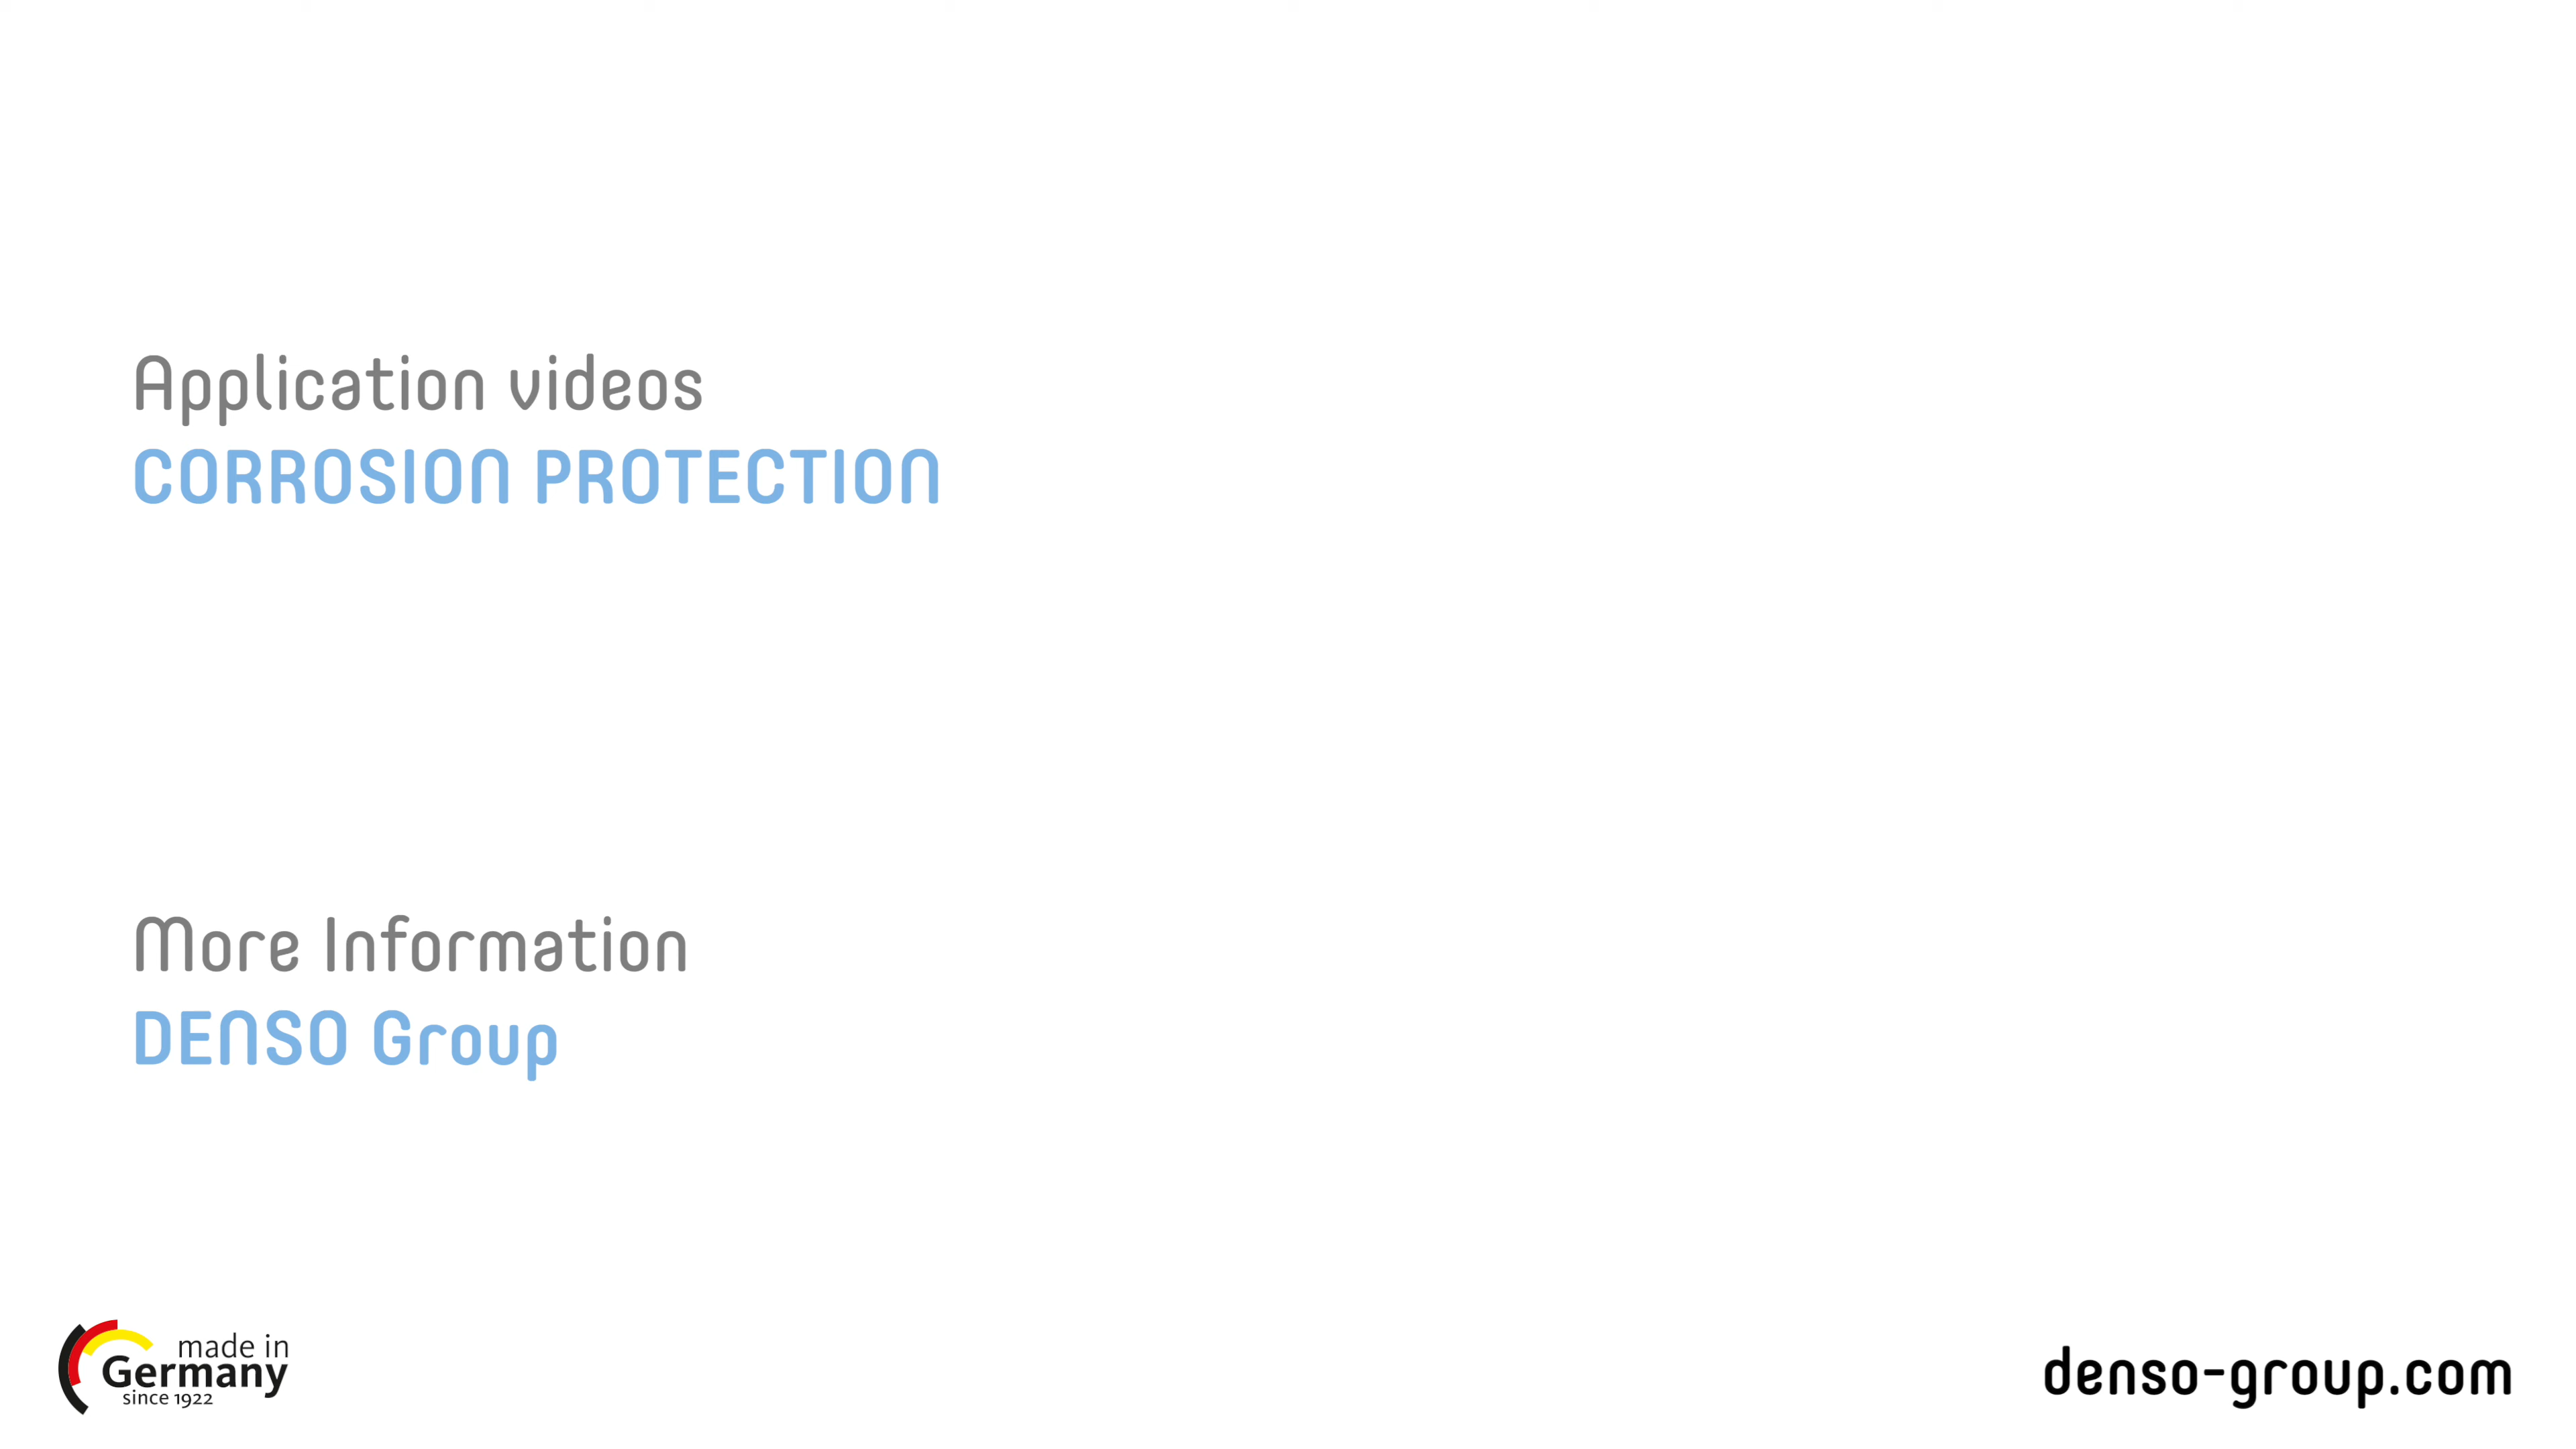 Application videos
CORROSION PROTECTION
More Information
DENSO Group
made in
Germany
since 1922
denso-group.com